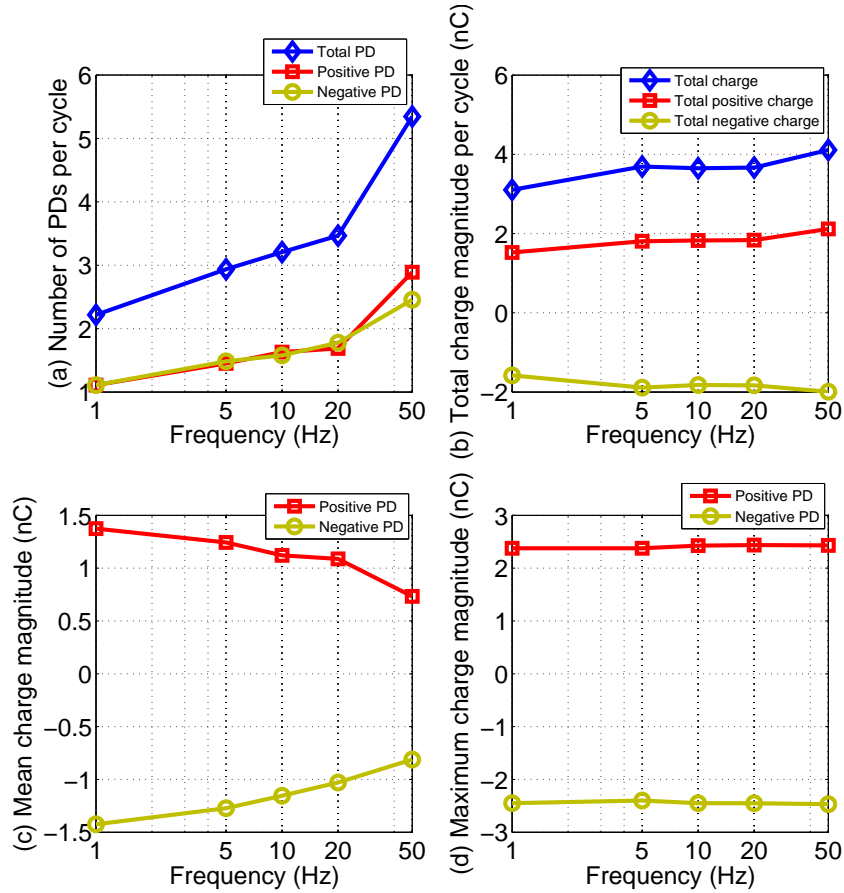 Total PD
Positive PD
Negative PD
6
5
4
3
2
1
1 5 10 20 50
Frequency (Hz)
(a) Number of PDs per cycle
Total charge
Total positive charge
Total negative charge
6
4
2
0
−2
1 5 10 20 50
Frequency (Hz)
(b) Total charge magnitude per cycle (nC)
Positive PD
Negative PD
1.5
1
0.5
0
−0.5
−1
−1.5
1 5 10 20 50
Frequency (Hz)
(c) Mean charge magnitude (nC)
Positive PD
Negative PD
3
2
1
0
−1
−2
−3
1 5 10 20 50
Frequency (Hz)
(d) Maximum charge magnitude (nC)